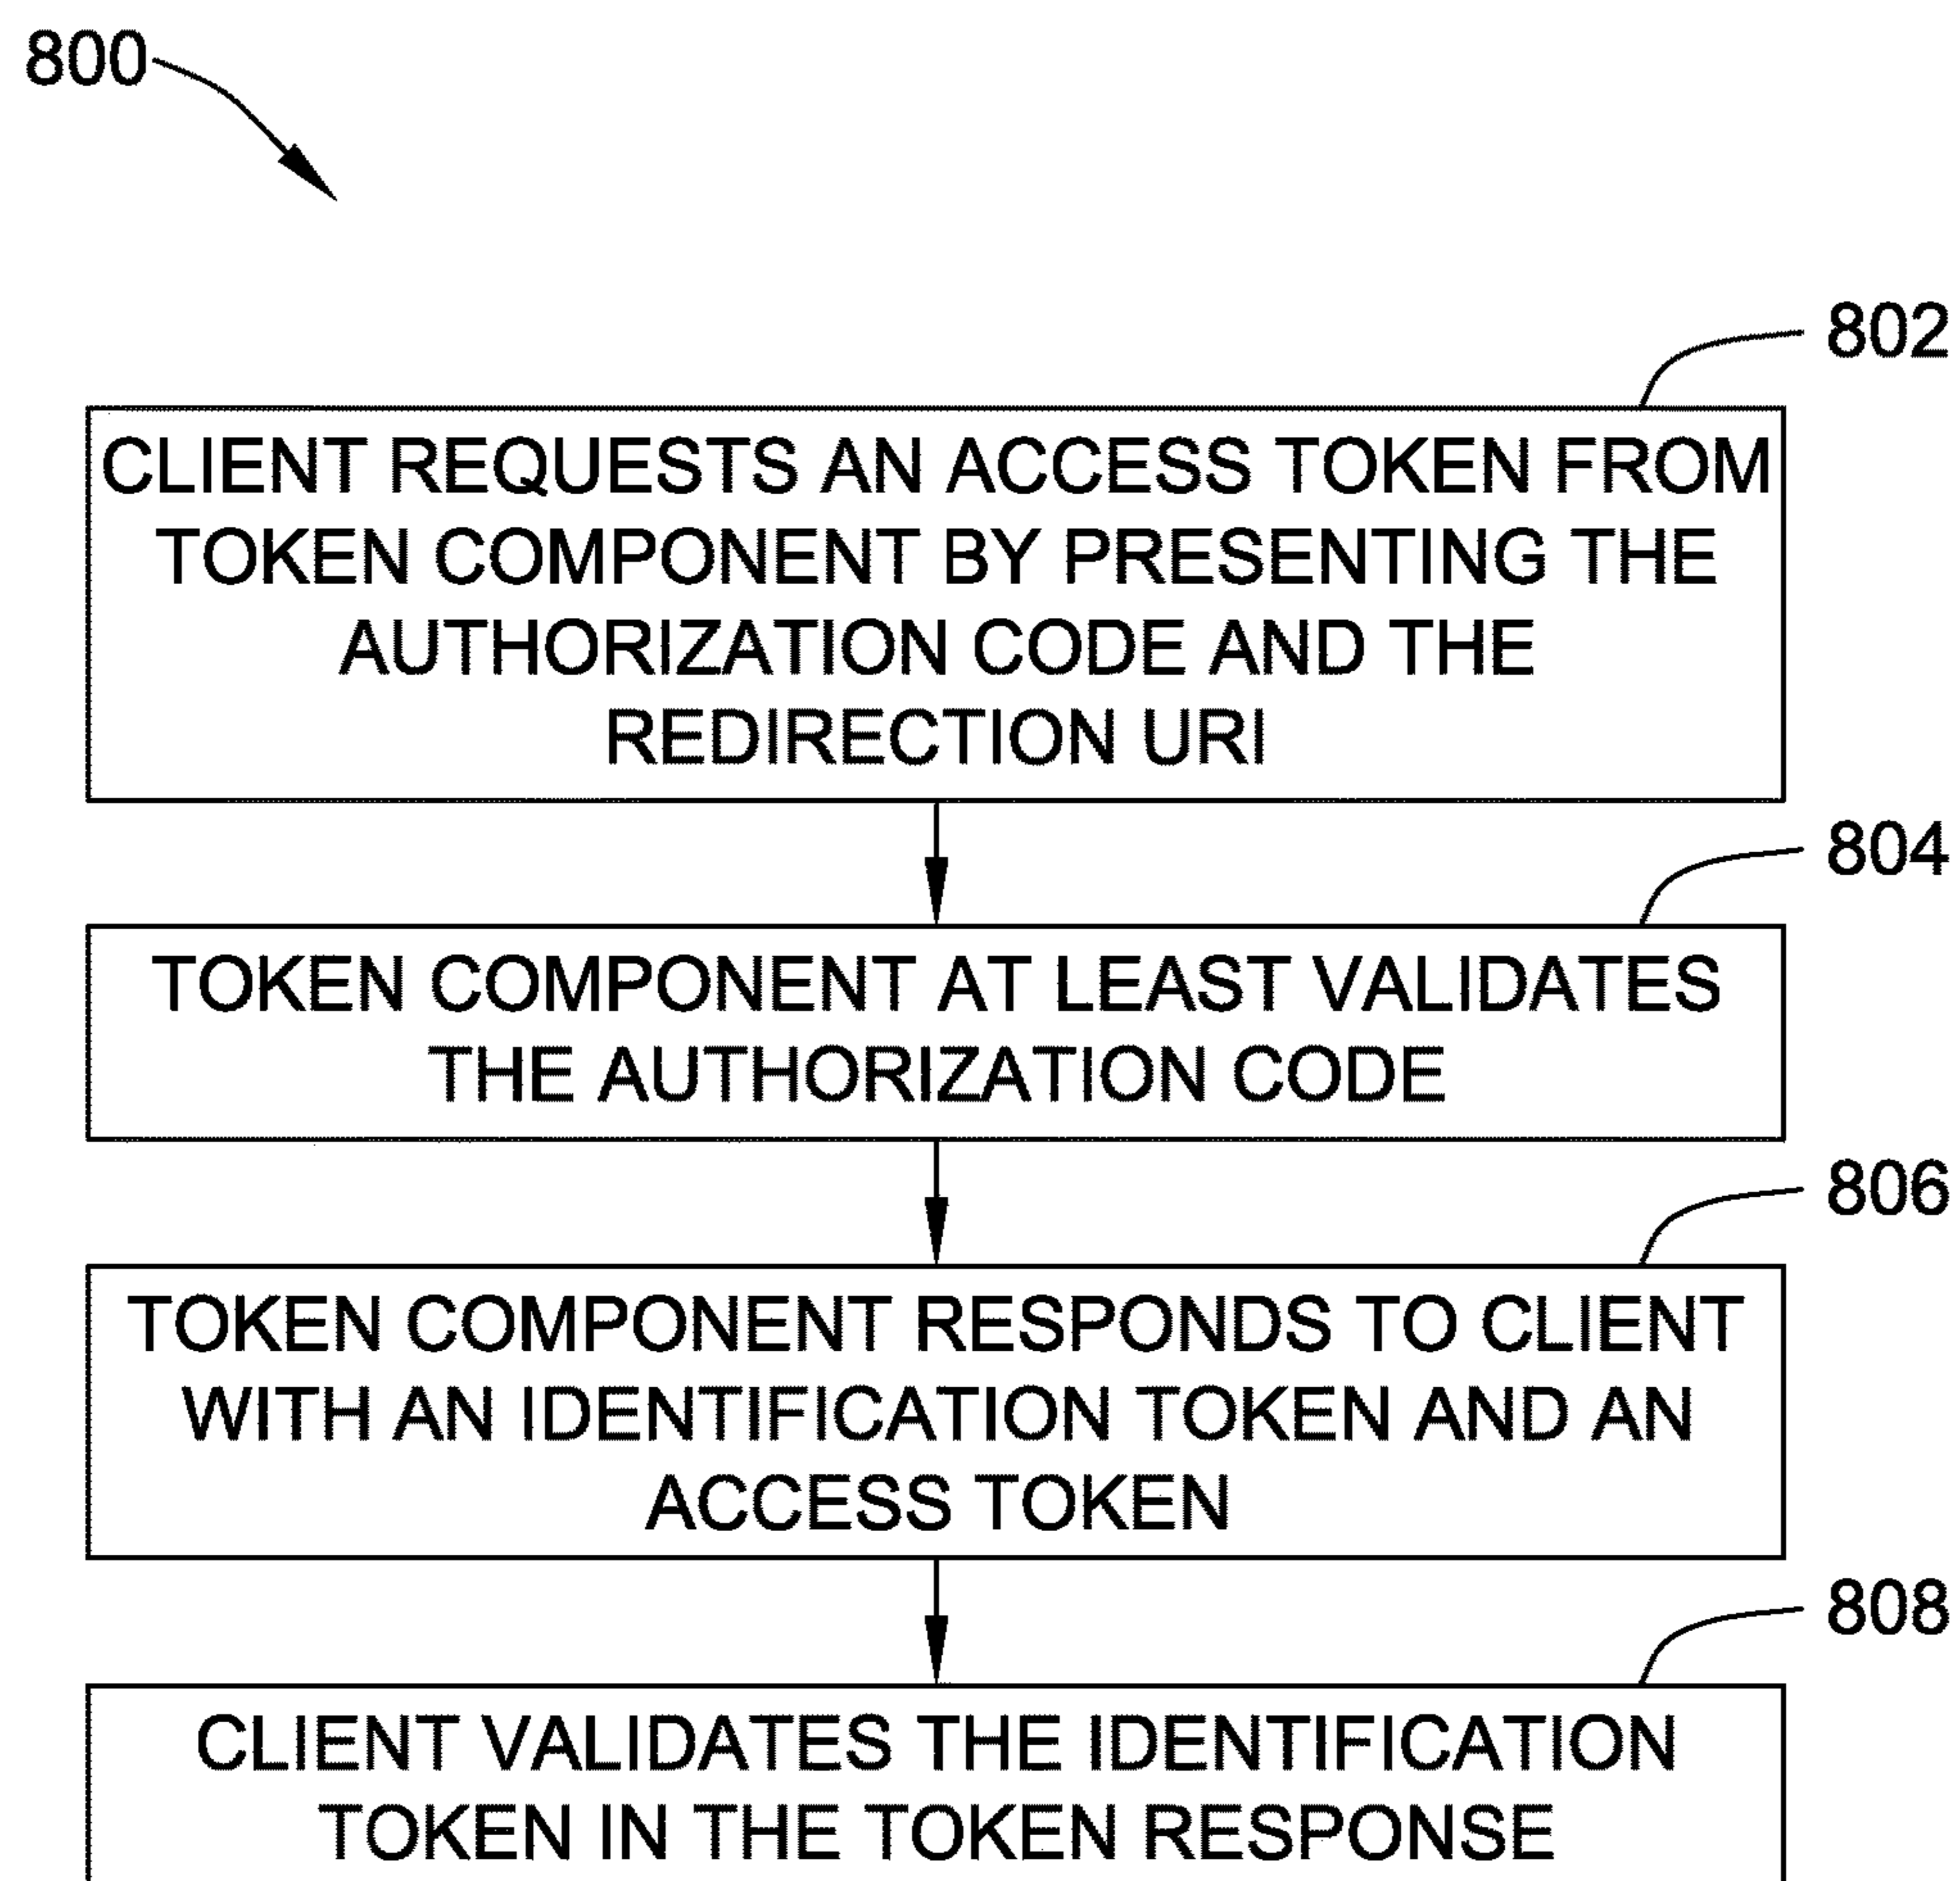 800
802
CLIENT REQUESTS AN ACCESS TOKEN FROM
TOKEN COMPONENT BY PRESENTING THE
AUTHORIZATION CODE AND THE
REDIRECTION URI
804
TOKEN COMPONENT AT LEAST VALIDATES
THE AUTHORIZATION CODE
806
TOKEN COMPONENT RESPONDS TO CLIENT
WITH AN IDENTIFICATION TOKEN AND AN
ACCESS TOKEN
808
CLIENT VALIDATES THE IDENTIFICATION
TOKEN IN THE TOKEN RESPONSE